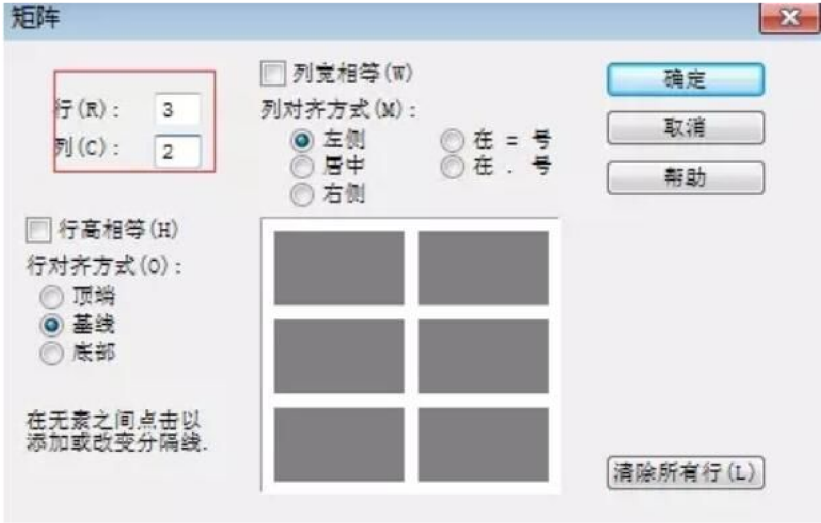 矩阵
行(R): 3
列(C): 2
列宽相等(W)
列对齐方式(M):
左侧
在 = 号
居中
在 . 号
右侧
确定
取消
帮助
行高相等(H)
行对齐方式(O):
顶端
基线
底部
在元素之间点击以
添加或改变分隔线.
清除所有行(L)